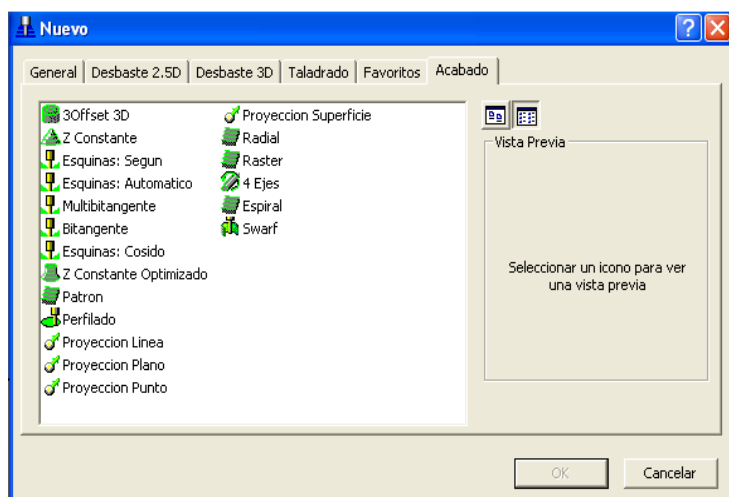 Nuevo
General Desbaste 2.5D Desbaste 3D Taladrado Favoritos Acabado
3Offset 3D
Z Constante
Esquinas: Segun
Esquinas: Automatico
Multibitangente
Bitangente
Esquinas: Cosido
Z Constante Optimizado
Patron
Perfilado
Proyeccion Linea
Proyeccion Plano
Proyeccion Punto
Proyeccion Superficie
Radial
Raster
4 Ejes
Espiral
Swarf
Vista Previa
Seleccionar un icono para ver
una vista previa
OK
Cancelar